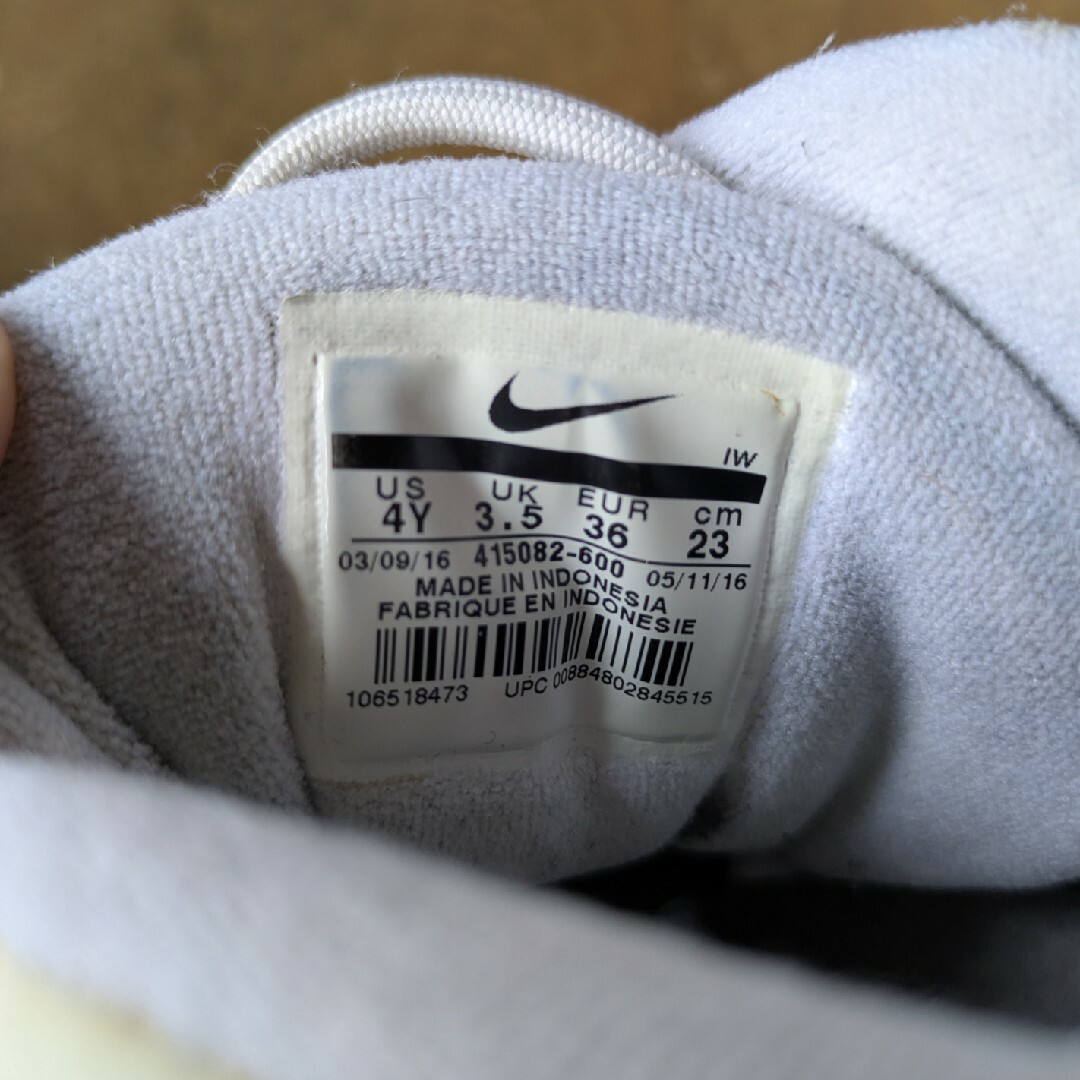 IW
US UK EUR cm
4Y 3.5 36 23
03/09/16 415082-600 05/11/16
MADE IN INDONESIA
FABRIQUE EN INDONESIE
106518473 UPC 00884802845515